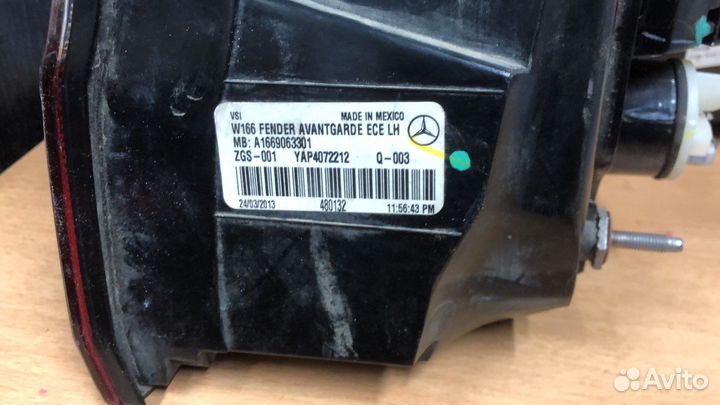 VSI MADE IN MEXICO
W166 FENDER AVANTGARDE ECE LH
MB: A1669063301
ZGS-001 YAP4072212 Q-003
24/03/2013 480132 11:56:43 PM
Avito